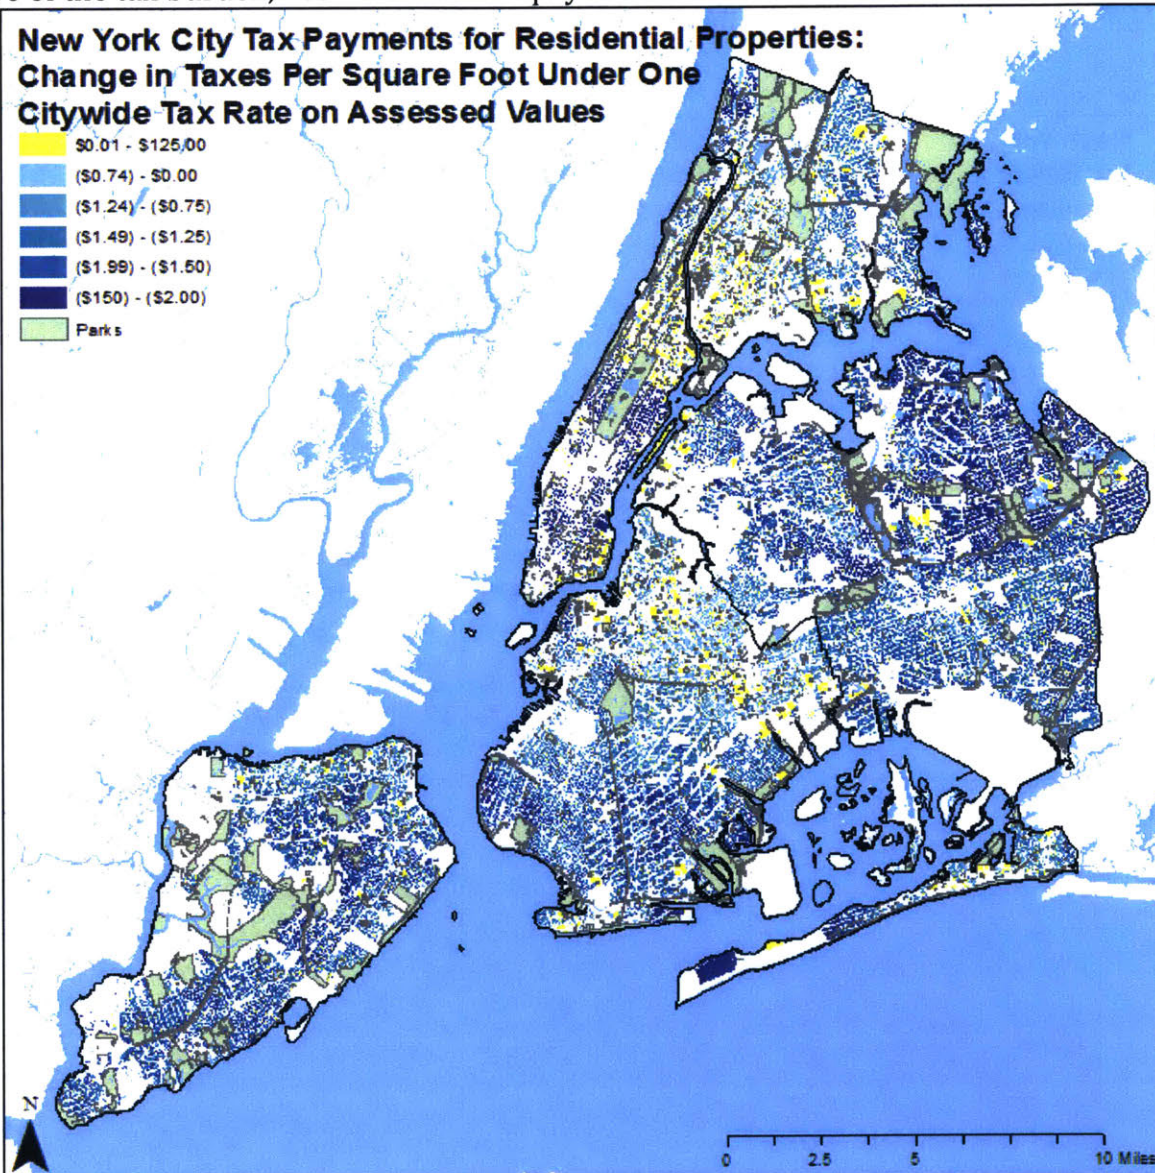 New York City Tax Payments for Residential Properties:
Change in Taxes Per Square Foot Under One
Citywide Tax Rate on Assessed Values
$0.01 - $125.00
($0.74) - $0.00
($1.24) - ($0.75)
($1.49) - ($1.25)
($1.99) - ($1.50)
($150) - ($2.00)
Parks
N
0 2.5 5 10 Miles